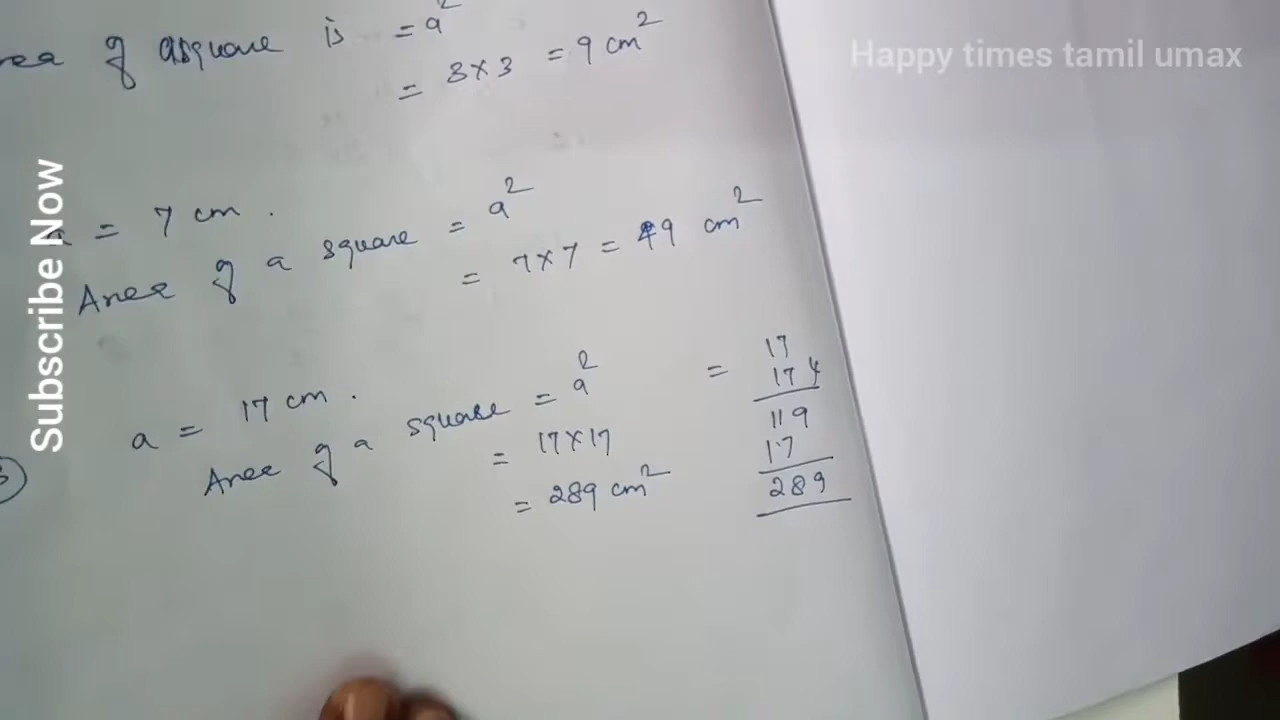 Area of a square is = a²
= 3 x 3 = 9 cm²
Happy times tamil umax
Subscribe Now
a = 7 cm .
Area of a square = a²
= 7 x 7 = 49 cm²
a = 17 cm .
Area of a square = a²
= 17 x 17
= 289 cm²
= 17
17
119
17
289